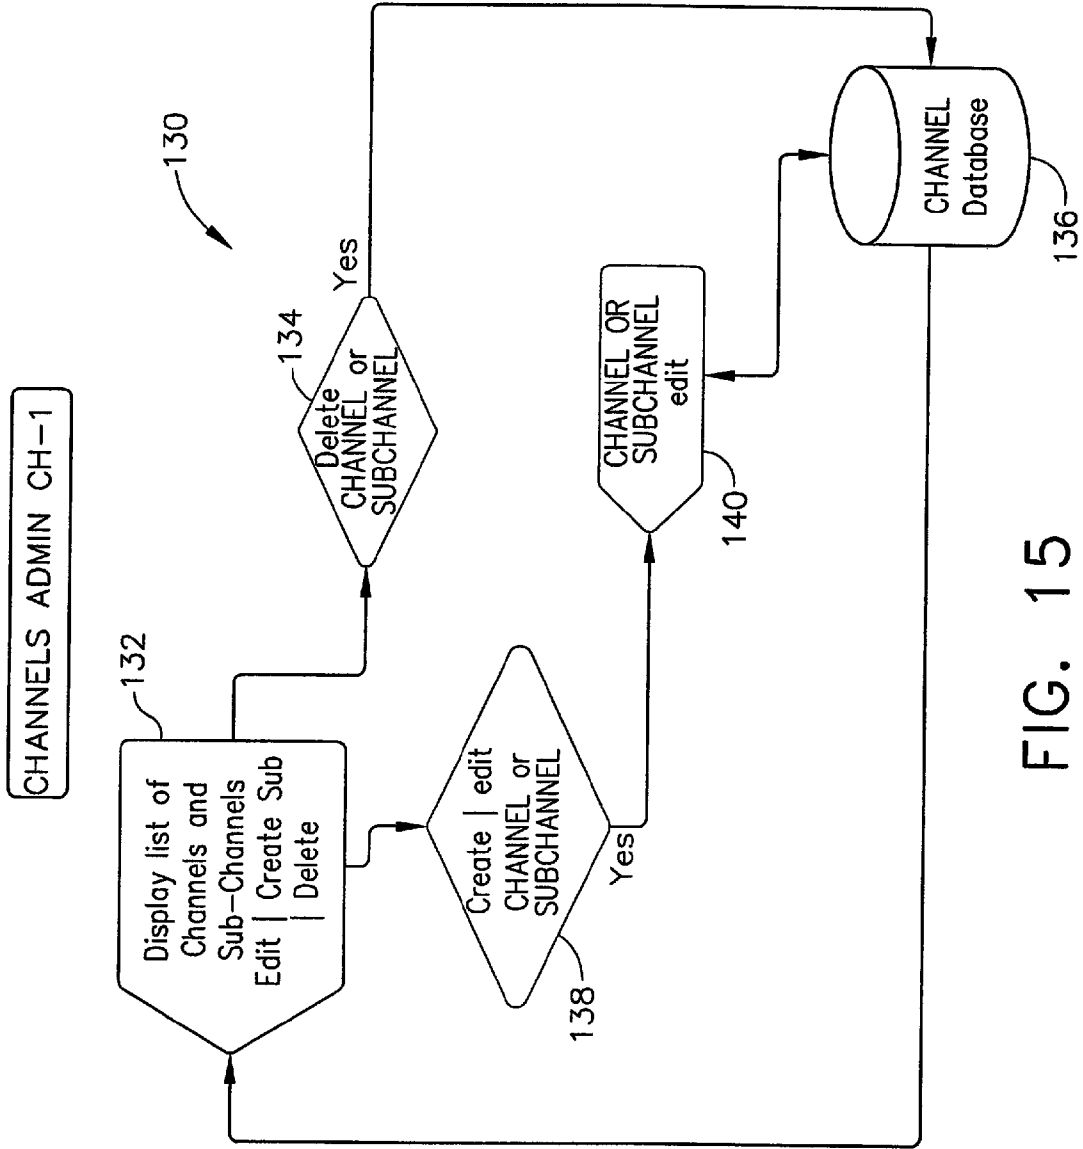 CHANNELS ADMIN CH-1
130
132
Display list of
Channels and
Sub-Channels
Edit | Create Sub
| Delete
134
Delete
CHANNEL or
SUBCHANNEL
Yes
138
Create | edit
CHANNEL or
SUBCHANNEL
Yes
140
CHANNEL OR
SUBCHANNEL
edit
CHANNEL
Database
136
FIG. 15